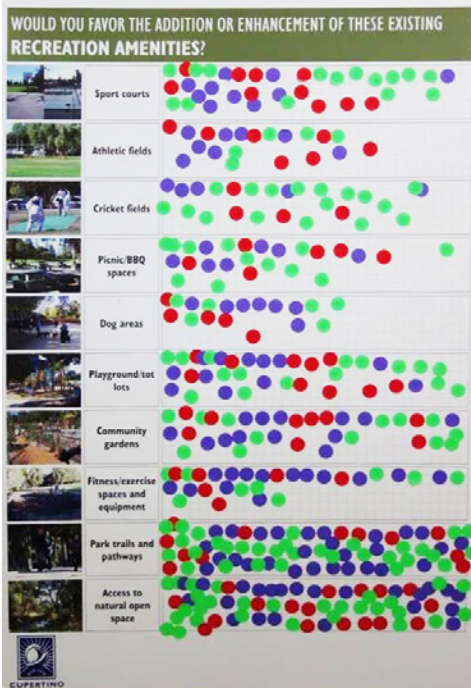 WOULD YOU FAVOR THE ADDITION OR ENHANCEMENT OF THESE EXISTING
RECREATION AMENITIES?
Sport courts
Athletic fields
Cricket fields
Picnic/BBQ
spaces
Dog areas
Playground/tot
lots
Community
gardens
Fitness/exercise
spaces and
equipment
Park trails and
pathways
Access to
natural open
space
CUPERTINO